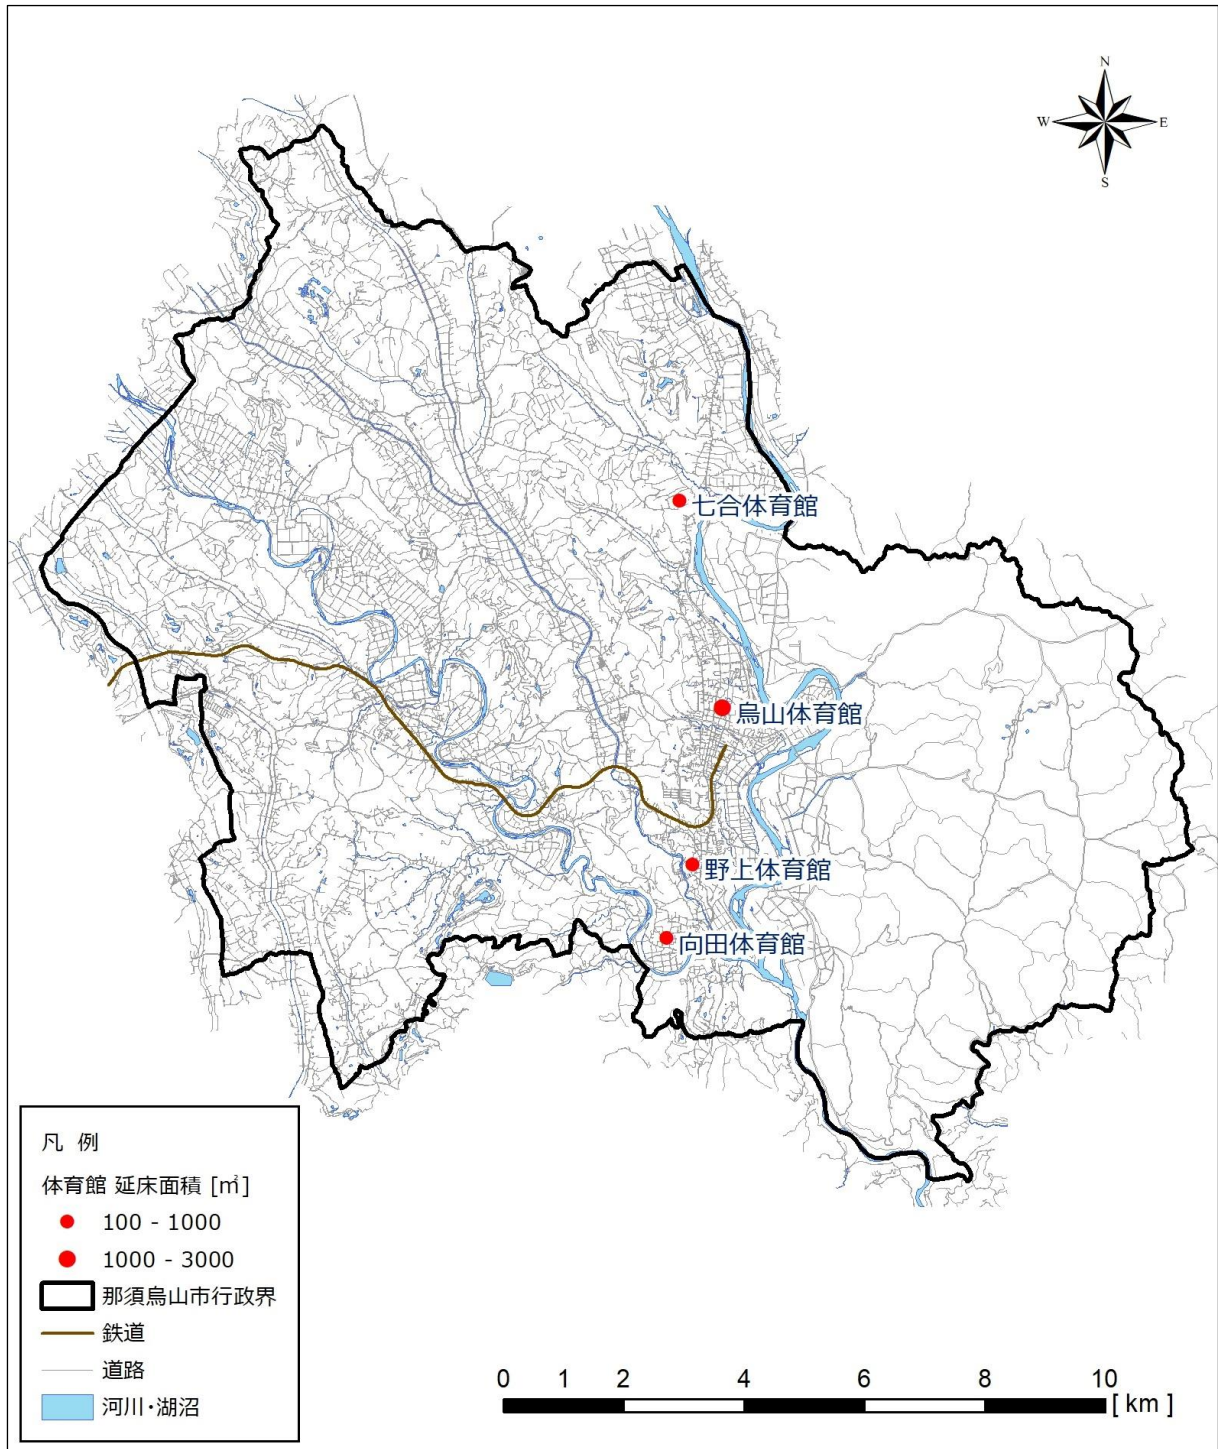 N
W
E
S
七合体育館
烏山体育館
野上体育館
向田体育館
凡 例
体育館 延床面積 [㎡]
100 - 1000
1000 - 3000
那須烏山市行政界
鉄道
道路
河川・湖沼
0 1 2 4 6 8 10
[ km ]